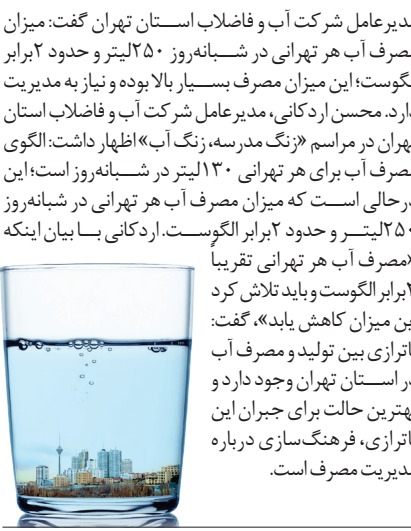 مدیرعامل شرکت آب و فاضلاب استان تهران گفت: میزان
مصرف آب هر تهرانی در شبانه‌روز ۲۵۰لیتر و حدود ۲برابر
الگوست؛ این میزان مصرف بسیار بالا بوده و نیاز به مدیریت
دارد. محسن اردکانی، مدیرعامل شرکت آب و فاضلاب استان
تهران در مراسم «زنگ مدرسه، زنگ آب» اظهار داشت: الگوی
مصرف آب برای هر تهرانی ۱۳۰لیتر در شبانه‌روز است؛ این
درحالی است که میزان مصرف آب هر تهرانی در شبانه‌روز
۲۵۰لیتر و حدود ۲برابر الگوست. اردکانی با بیان اینکه
«مصرف آب هر تهرانی تقریباً
۲برابر الگوست و باید تلاش کرد
این میزان کاهش یابد»، گفت:
ناترازی بین تولید و مصرف آب
در استان تهران وجود دارد و
بهترین حالت برای جبران این
ناترازی، فرهنگ‌سازی درباره
مدیریت مصرف است.